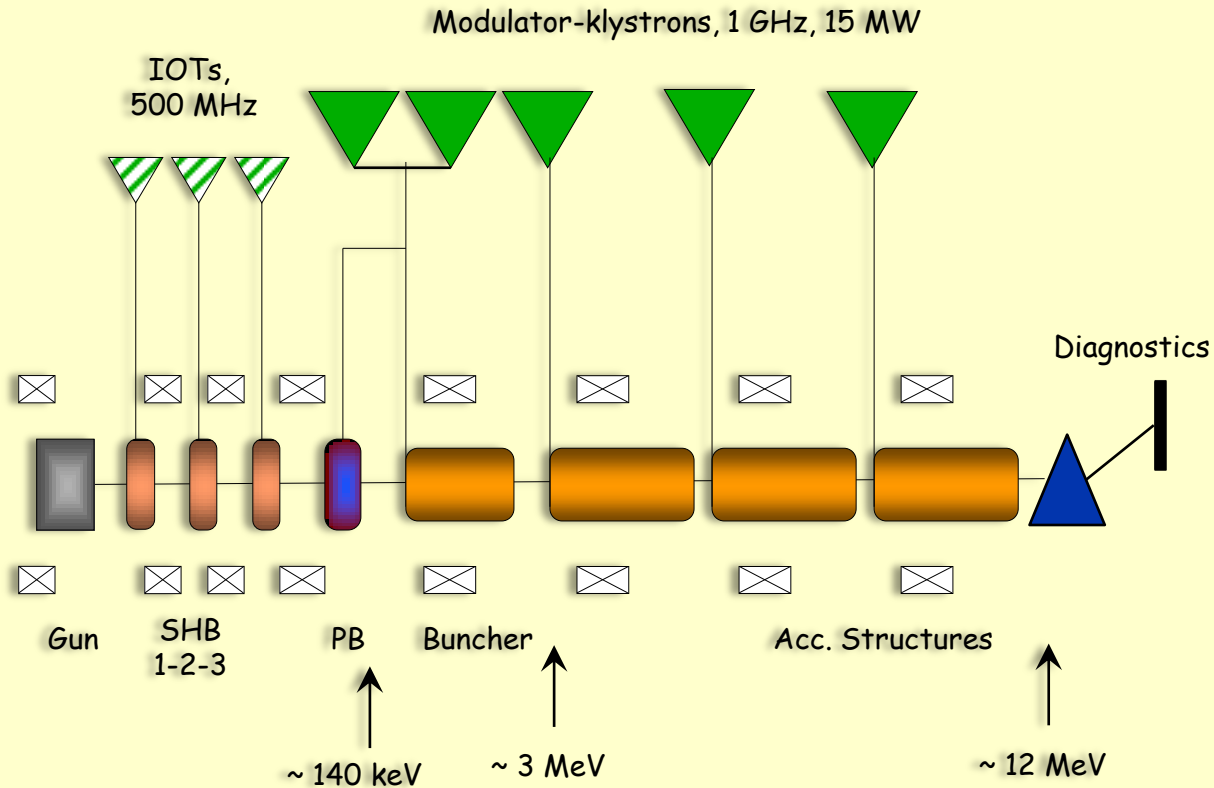 Modulator-klystrons, 1 GHz, 15 MW
IOTs,
500 MHz
Diagnostics
Gun
SHB
1-2-3
PB
Buncher
Acc. Structures
~ 140 keV
~ 3 MeV
~ 12 MeV